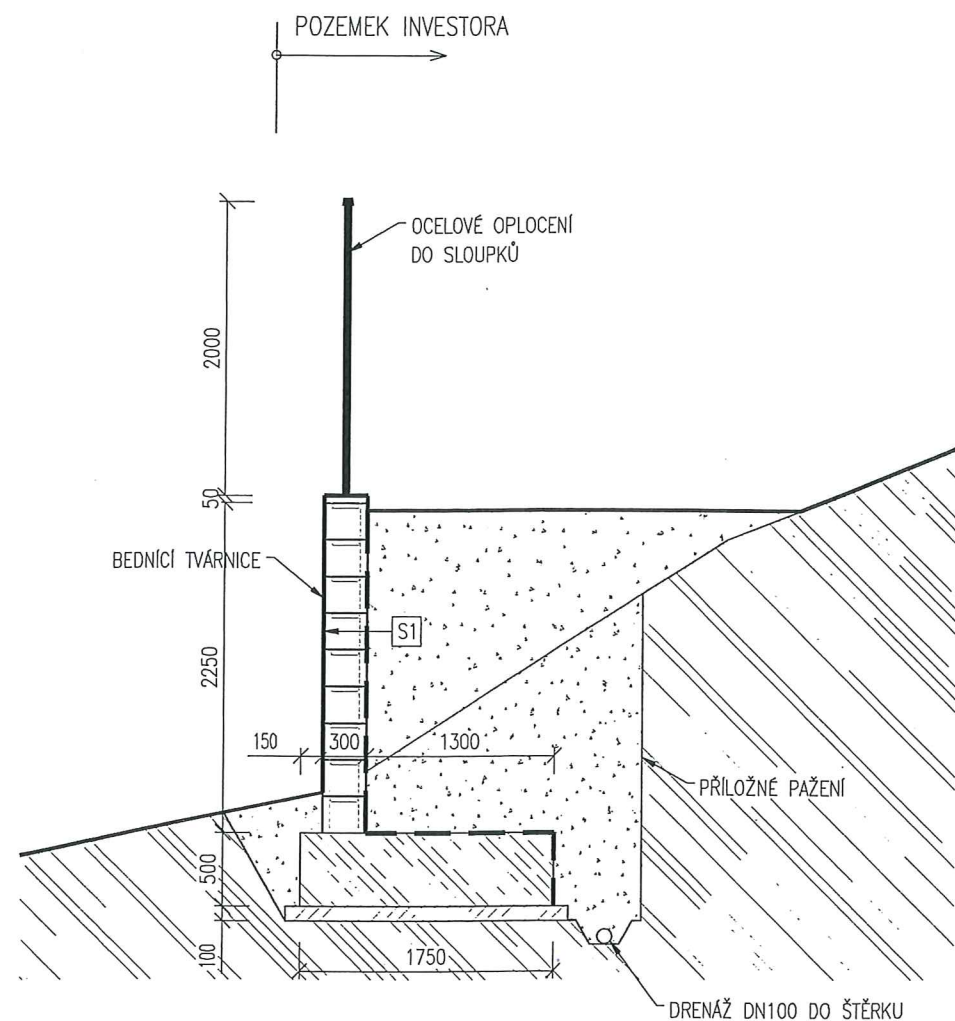 POZEMEK INVESTORA
OCELOVÉ OPLOCENÍ
DO SLOUPKŮ
2000
50
BEDNÍCÍ TVÁRNICE
S1
2250
150
300
1300
PŘÍLOŽNÉ PAŽENÍ
500
100
1750
DRENÁŽ DN100 DO ŠTĚRKU